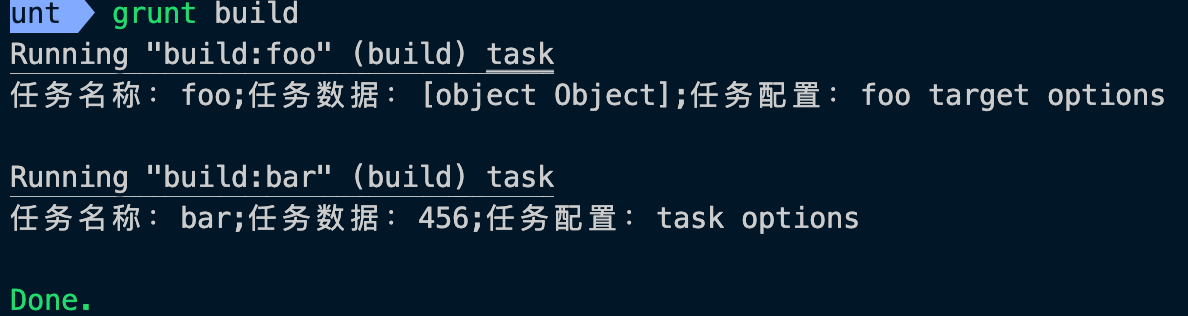 unt grunt build
Running "build:foo" (build) task
任务名称：foo;任务数据：[object Object];任务配置：foo target options
Running "build:bar" (build) task
任务名称：bar;任务数据：456;任务配置：task options
Done.